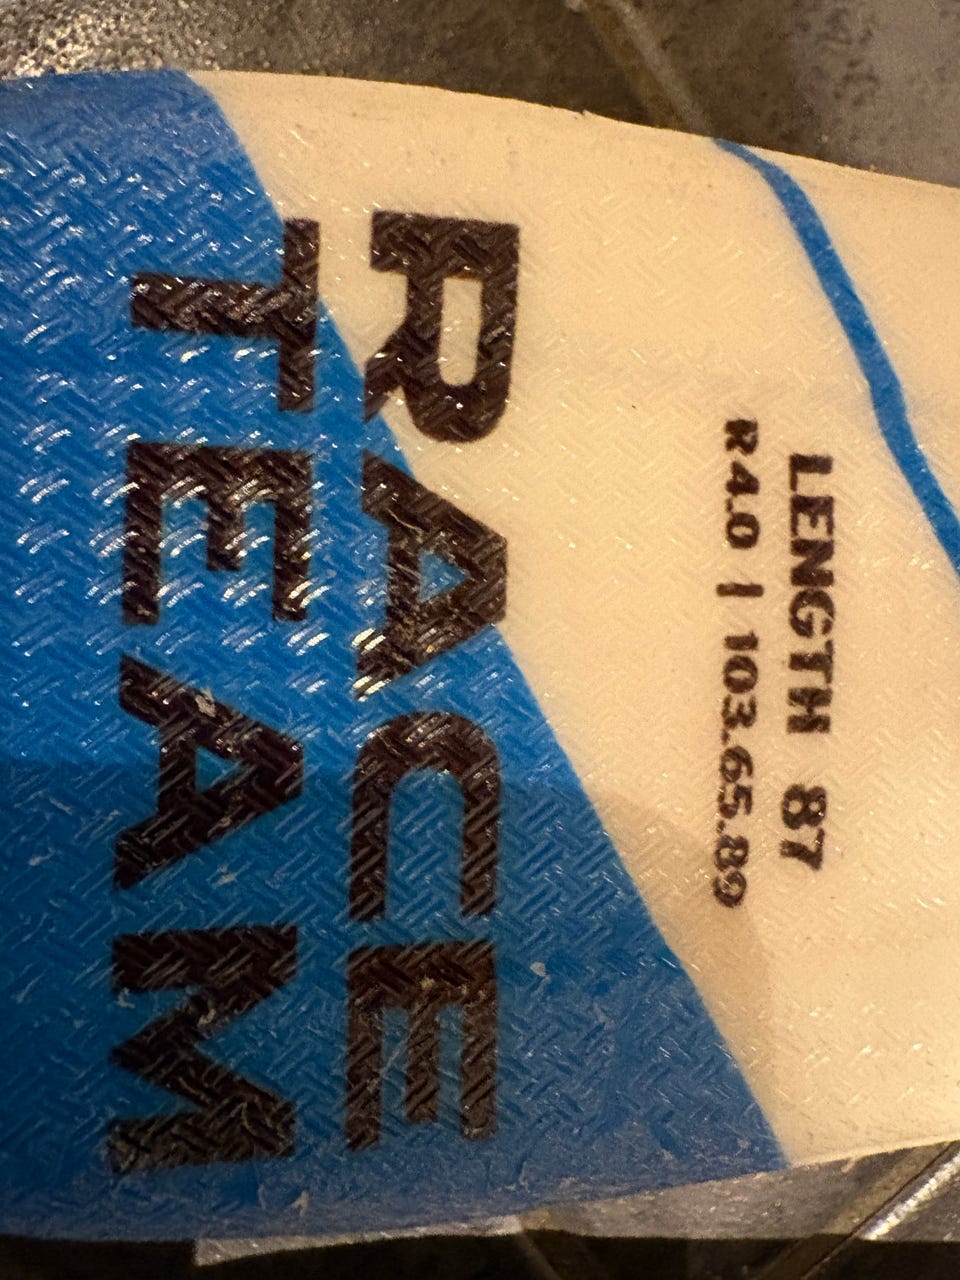 LENGTH 87
R4.0 | 103.65.89
RACE
TEAM